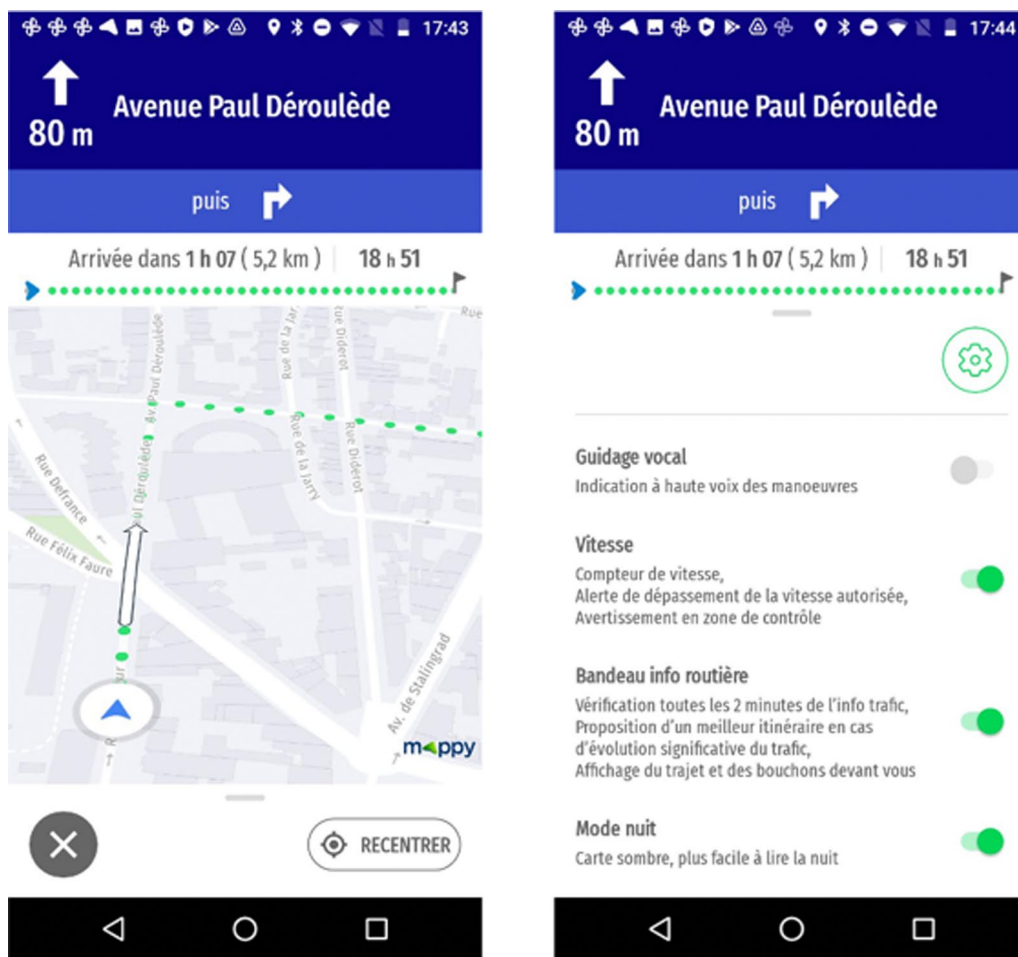 17:43
Avenue Paul Déroulède
80 m
puis
Arrivée dans 1 h 07 ( 5,2 km ) 18 h 51
Rue
Rue de la Jarry
Rue Diderot
Av. Paul Déroulède
Rue Diderot
Rue de la Jarry
Rue Defrance
Rue Félix Faure
Av. de Stalingrad
mappy
RECENTRER
17:44
Avenue Paul Déroulède
80 m
puis
Arrivée dans 1 h 07 ( 5,2 km ) 18 h 51
Guidage vocal
Indication à haute voix des manoeuvres
Vitesse
Compteur de vitesse,
Alerte de dépassement de la vitesse autorisée,
Avertissement en zone de contrôle
Bandeau info routière
Vérification toutes les 2 minutes de l'info trafic,
Proposition d'un meilleur itinéraire en cas
d'évolution significative du trafic,
Affichage du trajet et des bouchons devant vous
Mode nuit
Carte sombre, plus facile à lire la nuit